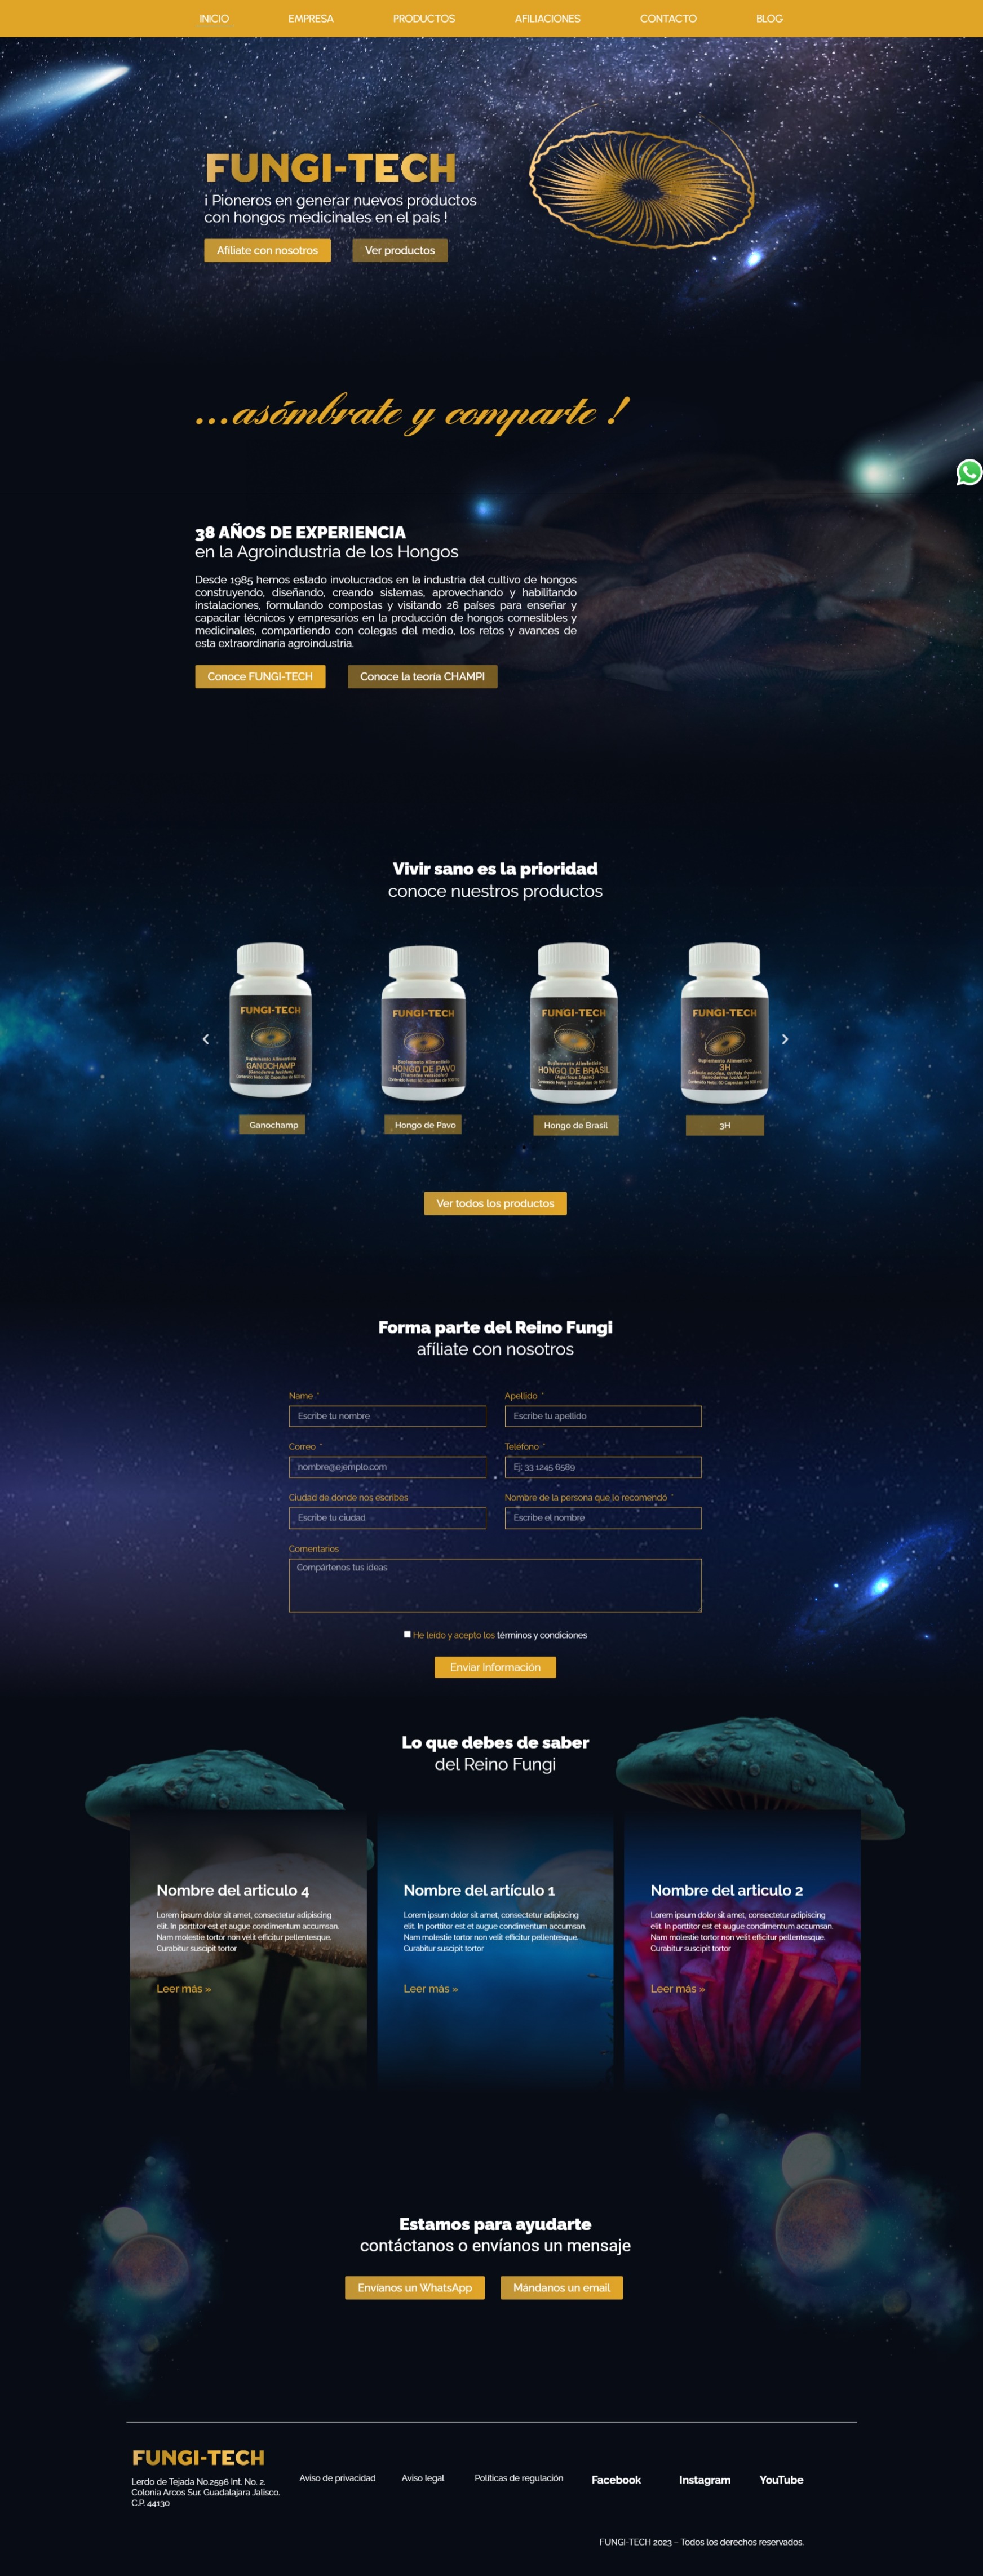 INICIO EMPRESA PRODUCTOS AFILIACIONES CONTACTO BLOG
FUNGI-TECH
¡ Pioneros en generar nuevos productos
con hongos medicinales en el país !
Afíliate con nosotros Ver productos
...asómbrate y comparte !
38 AÑOS DE EXPERIENCIA
en la Agroindustria de los Hongos
Desde 1985 hemos estado involucrados en la industria del cultivo de hongos
construyendo, diseñando, creando sistemas, aprovechando y habilitando
instalaciones, formulando compostas y visitando 26 países para enseñar y
capacitar técnicos y empresarios en la producción de hongos comestibles y
medicinales, compartiendo con colegas del medio, los retos y avances de
esta extraordinaria agroindustria.
Conoce FUNGI-TECH Conoce la teoría CHAMPI
Vivir sano es la prioridad
conoce nuestros productos
FUNGI-TECH
Suplemento Alimenticio
GANOCHAMP
(Ganoderma lucidum)
FUNGI-TECH
Suplemento Alimenticio
HONGO DE PAVO
(Trametes versicolor)
FUNGI-TECH
Suplemento Alimenticio
HONGO DE BRASIL
FUNGI-TECH
Suplemento Alimenticio
3H
Ganochamp Hongo de Pavo Hongo de Brasil 3H
Ver todos los productos
Forma parte del Reino Fungi
afíliate con nosotros
Name * Apellido *
Escribe tu nombre Escribe tu apellido
Correo * Teléfono *
nombre@ejemplo.com Ej: 33 1245 6589
Ciudad de donde nos escribes Nombre de la persona que lo recomendó *
Escribe tu ciudad Escribe el nombre
Comentarios
Compártenos tus ideas
He leído y acepto los términos y condiciones
Enviar Información
Lo que debes de saber
del Reino Fungi
Nombre del articulo 4
Lorem ipsum dolor sit amet, consectetur adipiscing
elit. In porttitor est et augue condimentum accumsan.
Nam molestie tortor non velit efficitur pellentesque.
Curabitur suscipit tortor
Leer más »
Nombre del artículo 1
Lorem ipsum dolor sit amet, consectetur adipiscing
elit. In porttitor est et augue condimentum accumsan.
Nam molestie tortor non velit efficitur pellentesque.
Curabitur suscipit tortor
Leer más »
Nombre del articulo 2
Lorem ipsum dolor sit amet, consectetur adipiscing
elit. In porttitor est et augue condimentum accumsan.
Nam molestie tortor non velit efficitur pellentesque.
Curabitur suscipit tortor
Leer más »
Estamos para ayudarte
contáctanos o envíanos un mensaje
Envíanos un WhatsApp Mándanos un email
FUNGI-TECH
Lerdo de Tejada No.2596 Int. No. 2.
Colonia Arcos Sur. Guadalajara Jalisco.
C.P. 44130
Aviso de privacidad Aviso legal Políticas de regulación Facebook Instagram YouTube
FUNGI-TECH 2023 – Todos los derechos reservados.